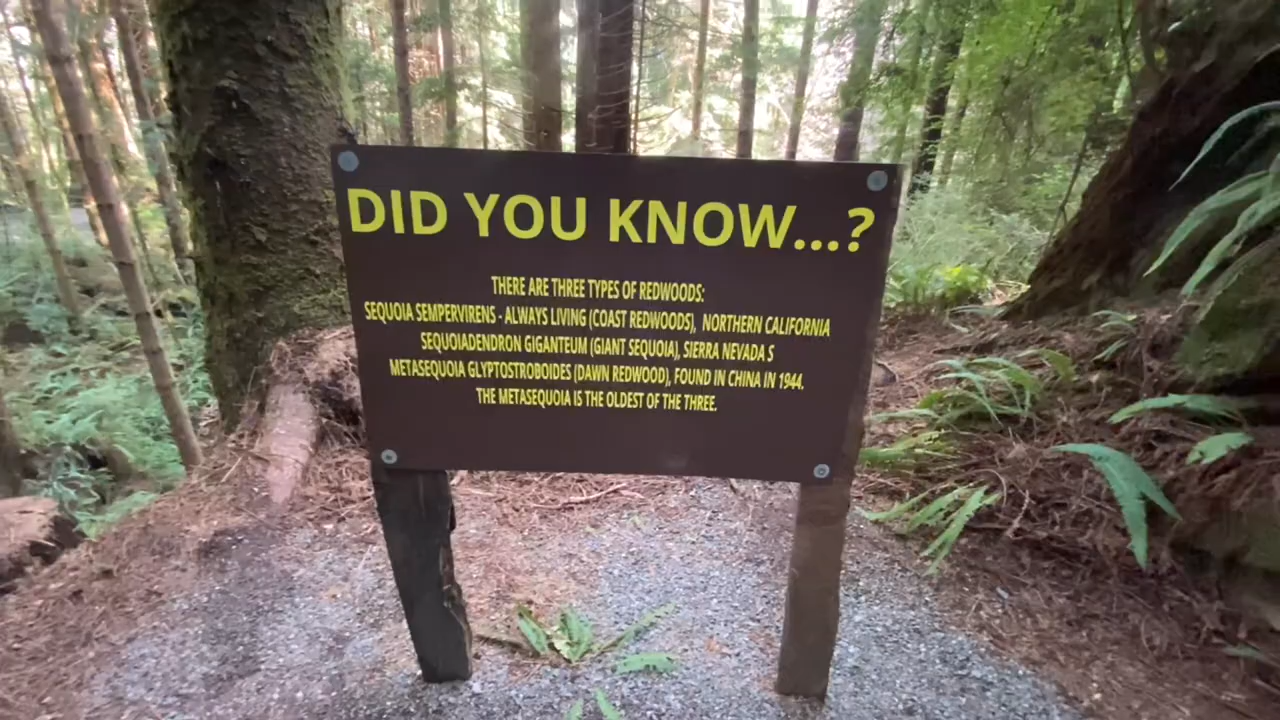 DID YOU KNOW...?
THERE ARE THREE TYPES OF REDWOODS:
SEQUOIA SEMPERVIRENS - ALWAYS LIVING (COAST REDWOODS), NORTHERN CALIFORNIA
SEQUOIADENDRON GIGANTEUM (GIANT SEQUOIA), SIERRA NEVADA S
METASEQUOIA GLYPTOSTROBOIDES (DAWN REDWOOD), FOUND IN CHINA IN 1944.
THE METASEQUOIA IS THE OLDEST OF THE THREE.